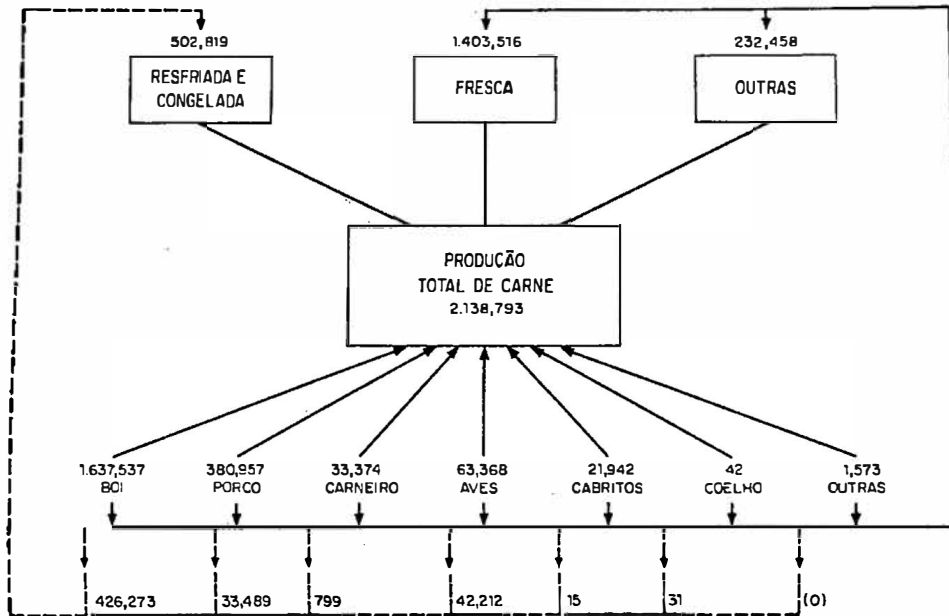 502,819 1.403,516 232,458
RESFRIADA E
CONGELADA
FRESCA
OUTRAS
PRODUÇÃO
TOTAL DE CARNE
2.138,793
1.637,537 380,957 33,374 63,368 21,942 42 1,573
BOI PORCO CARNEIRO AVES CABRITOS COELHO OUTRAS
426,273 33,489 799 42,212 15 31 (0)